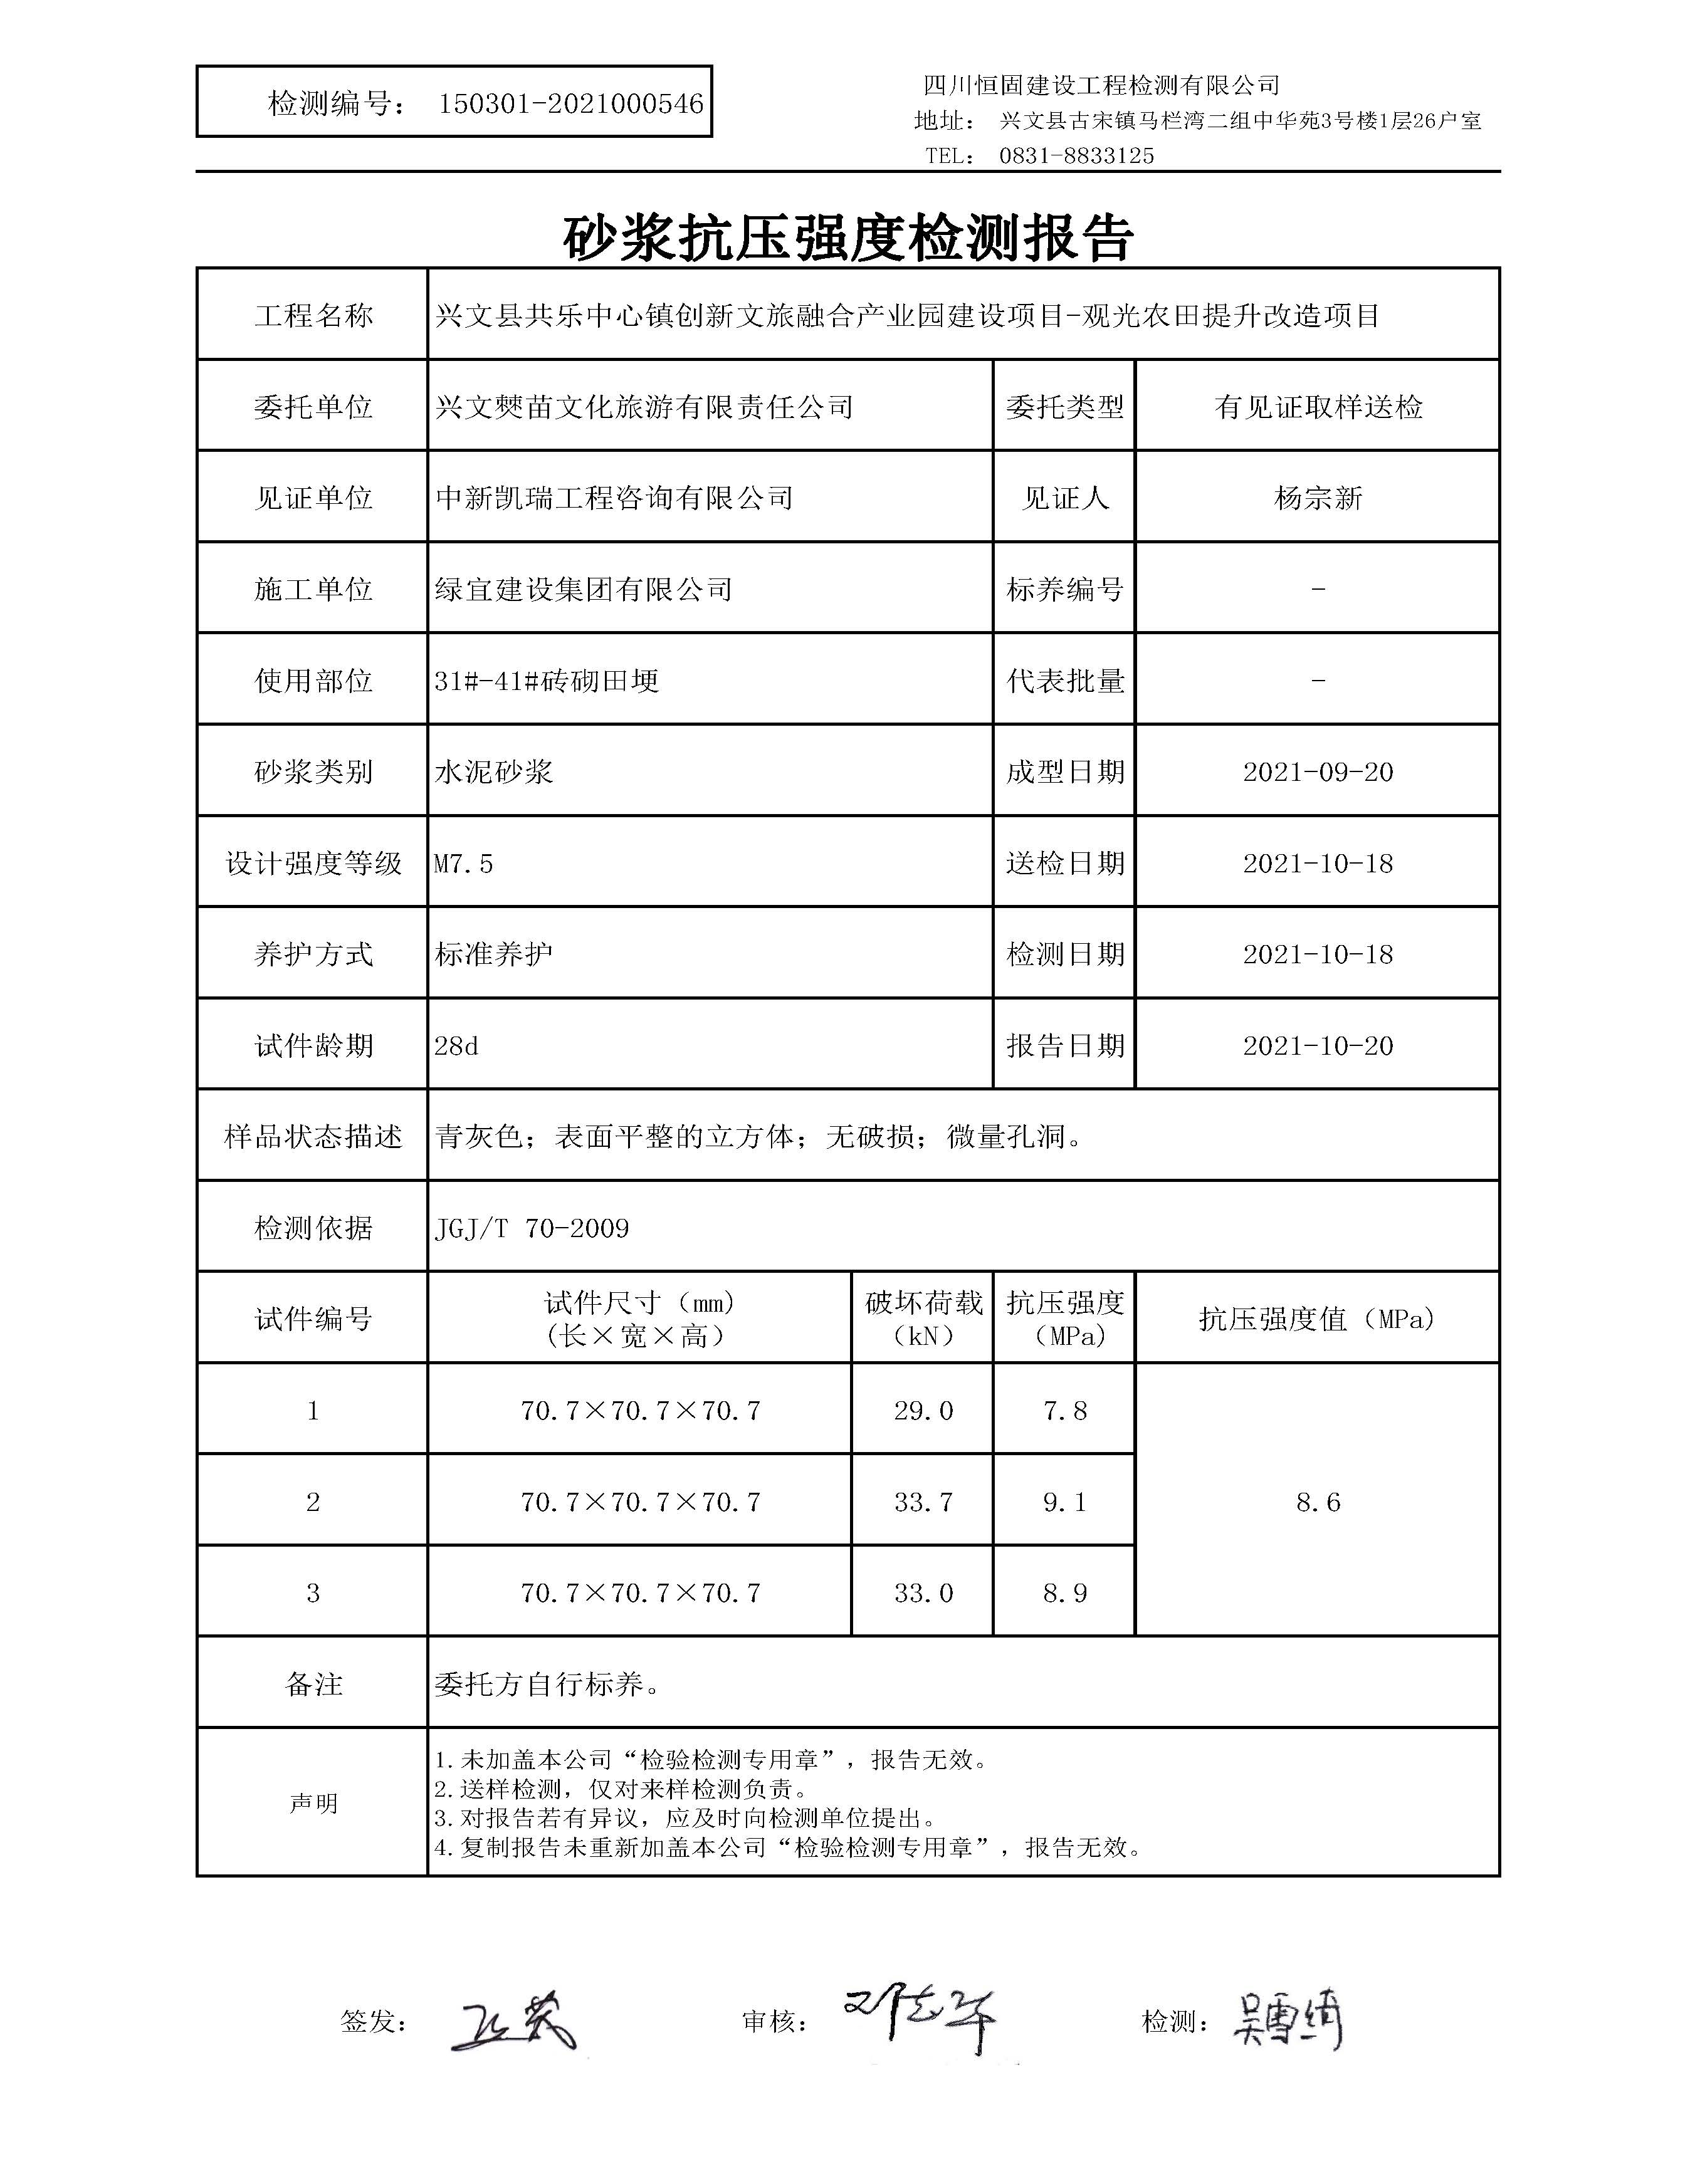 检测编号： 150301-2021000546
四川恒固建设工程检测有限公司
地址： 兴文县古宋镇马栏湾二组中华苑3号楼1层26户室
TEL： 0831-8833125
砂浆抗压强度检测报告
工程名称 兴文县共乐中心镇创新文旅融合产业园建设项目-观光农田提升改造项目
委托单位 兴文僰苗文化旅游有限责任公司 委托类型 有见证取样送检
见证单位 中新凯瑞工程咨询有限公司 见证人 杨宗新
施工单位 绿宜建设集团有限公司 标养编号 -
使用部位 31#-41#砖砌田埂 代表批量 -
砂浆类别 水泥砂浆 成型日期 2021-09-20
设计强度等级 M7.5 送检日期 2021-10-18
养护方式 标准养护 检测日期 2021-10-18
试件龄期 28d 报告日期 2021-10-20
样品状态描述 青灰色；表面平整的立方体；无破损；微量孔洞。
检测依据 JGJ/T 70-2009
试件编号 试件尺寸（mm） （长×宽×高） 破坏荷载 （kN） 抗压强度 （MPa） 抗压强度值（MPa）
1 70.7×70.7×70.7 29.0 7.8
2 70.7×70.7×70.7 33.7 9.1 8.6
3 70.7×70.7×70.7 33.0 8.9
备注 委托方自行标养。
声明
1.未加盖本公司“检验检测专用章”，报告无效。
2.送样检测，仅对来样检测负责。
3.对报告若有异议，应及时向检测单位提出。
4.复制报告未重新加盖本公司“检验检测专用章”，报告无效。
签发： 审核： 检测：吴雪绮